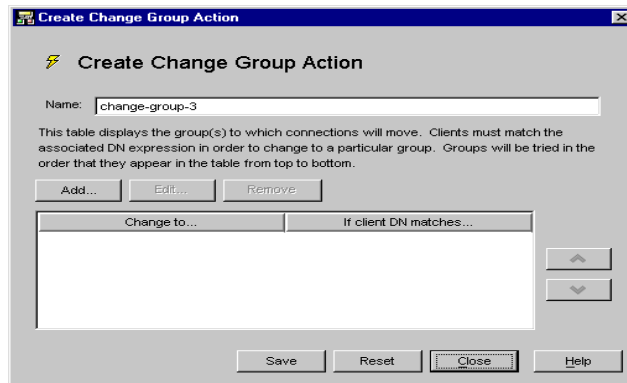 Create Change Group Action
Create Change Group Action
Name: change-group-3
This table displays the group(s) to which connections will move. Clients must match the
associated DN expression in order to change to a particular group. Groups will be tried in the
order that they appear in the table from top to bottom.
Add... Edit... Remove
Change to... If client DN matches...
Save Reset Close Help